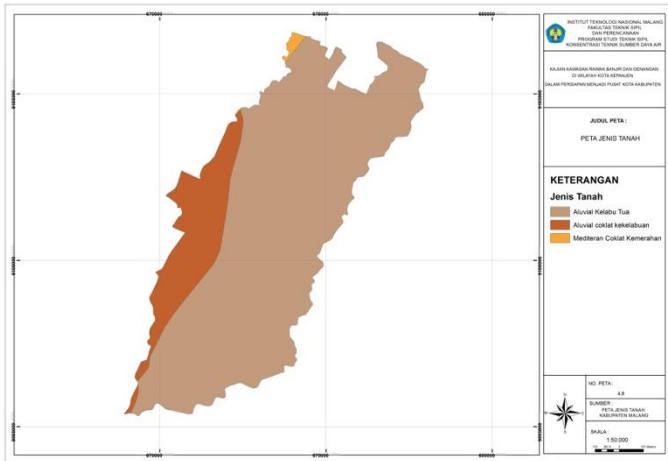 INSTITUT TEKNOLOGI NASIONAL MALANG
FAKULTAS TEKNIK SIPIL
DAN PERENCANAAN
PROGRAM STUDI TEKNIK SIPIL
KONSENTRASI TEKNIK SUMBER DAYA AIR
KAJIAN KAWASAN RAWAN BANJIR DAN GENANGAN
DI WILAYAH KOTA KEPANJEN
DALAM PERSIAPAN MENJADI PUSAT KOTA KABUPATEN
JUDUL PETA :
PETA JENIS TANAH
KETERANGAN
Jenis Tanah
Aluvial Kelabu Tua
Aluvial coklat kekelabuan
Mediteran Coklat Kemerahan
NO. PETA :
4.8
SUMBER :
PETA JENIS TANAH
KABUPATEN MALANG
SKALA :
1:50,000